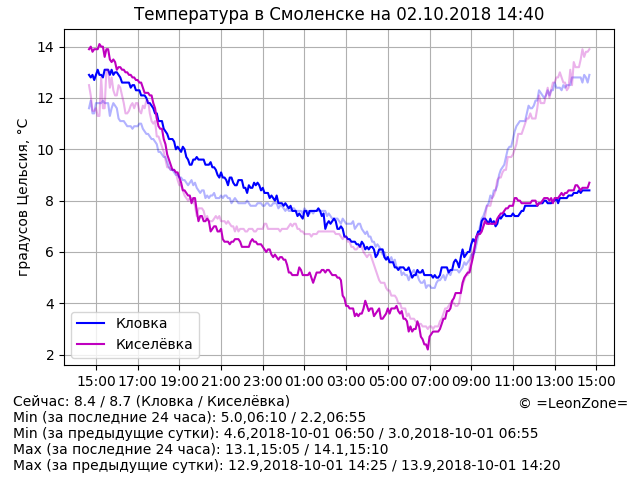 Температура в Смоленске на 02.10.2018 14:40
градусов Цельсия, °C
14
12
10
8
6
4
2
Кловка
Киселёвка
15:00 17:00 19:00 21:00 23:00 01:00 03:00 05:00 07:00 09:00 11:00 13:00 15:00
Сейчас: 8.4 / 8.7 (Кловка / Киселёвка)
© =LeonZone=
Min (за последние 24 часа): 5.0,06:10 / 2.2,06:55
Min (за предыдущие сутки): 4.6,2018-10-01 06:50 / 3.0,2018-10-01 06:55
Max (за последние 24 часа): 13.1,15:05 / 14.1,15:10
Max (за предыдущие сутки): 12.9,2018-10-01 14:25 / 13.9,2018-10-01 14:20